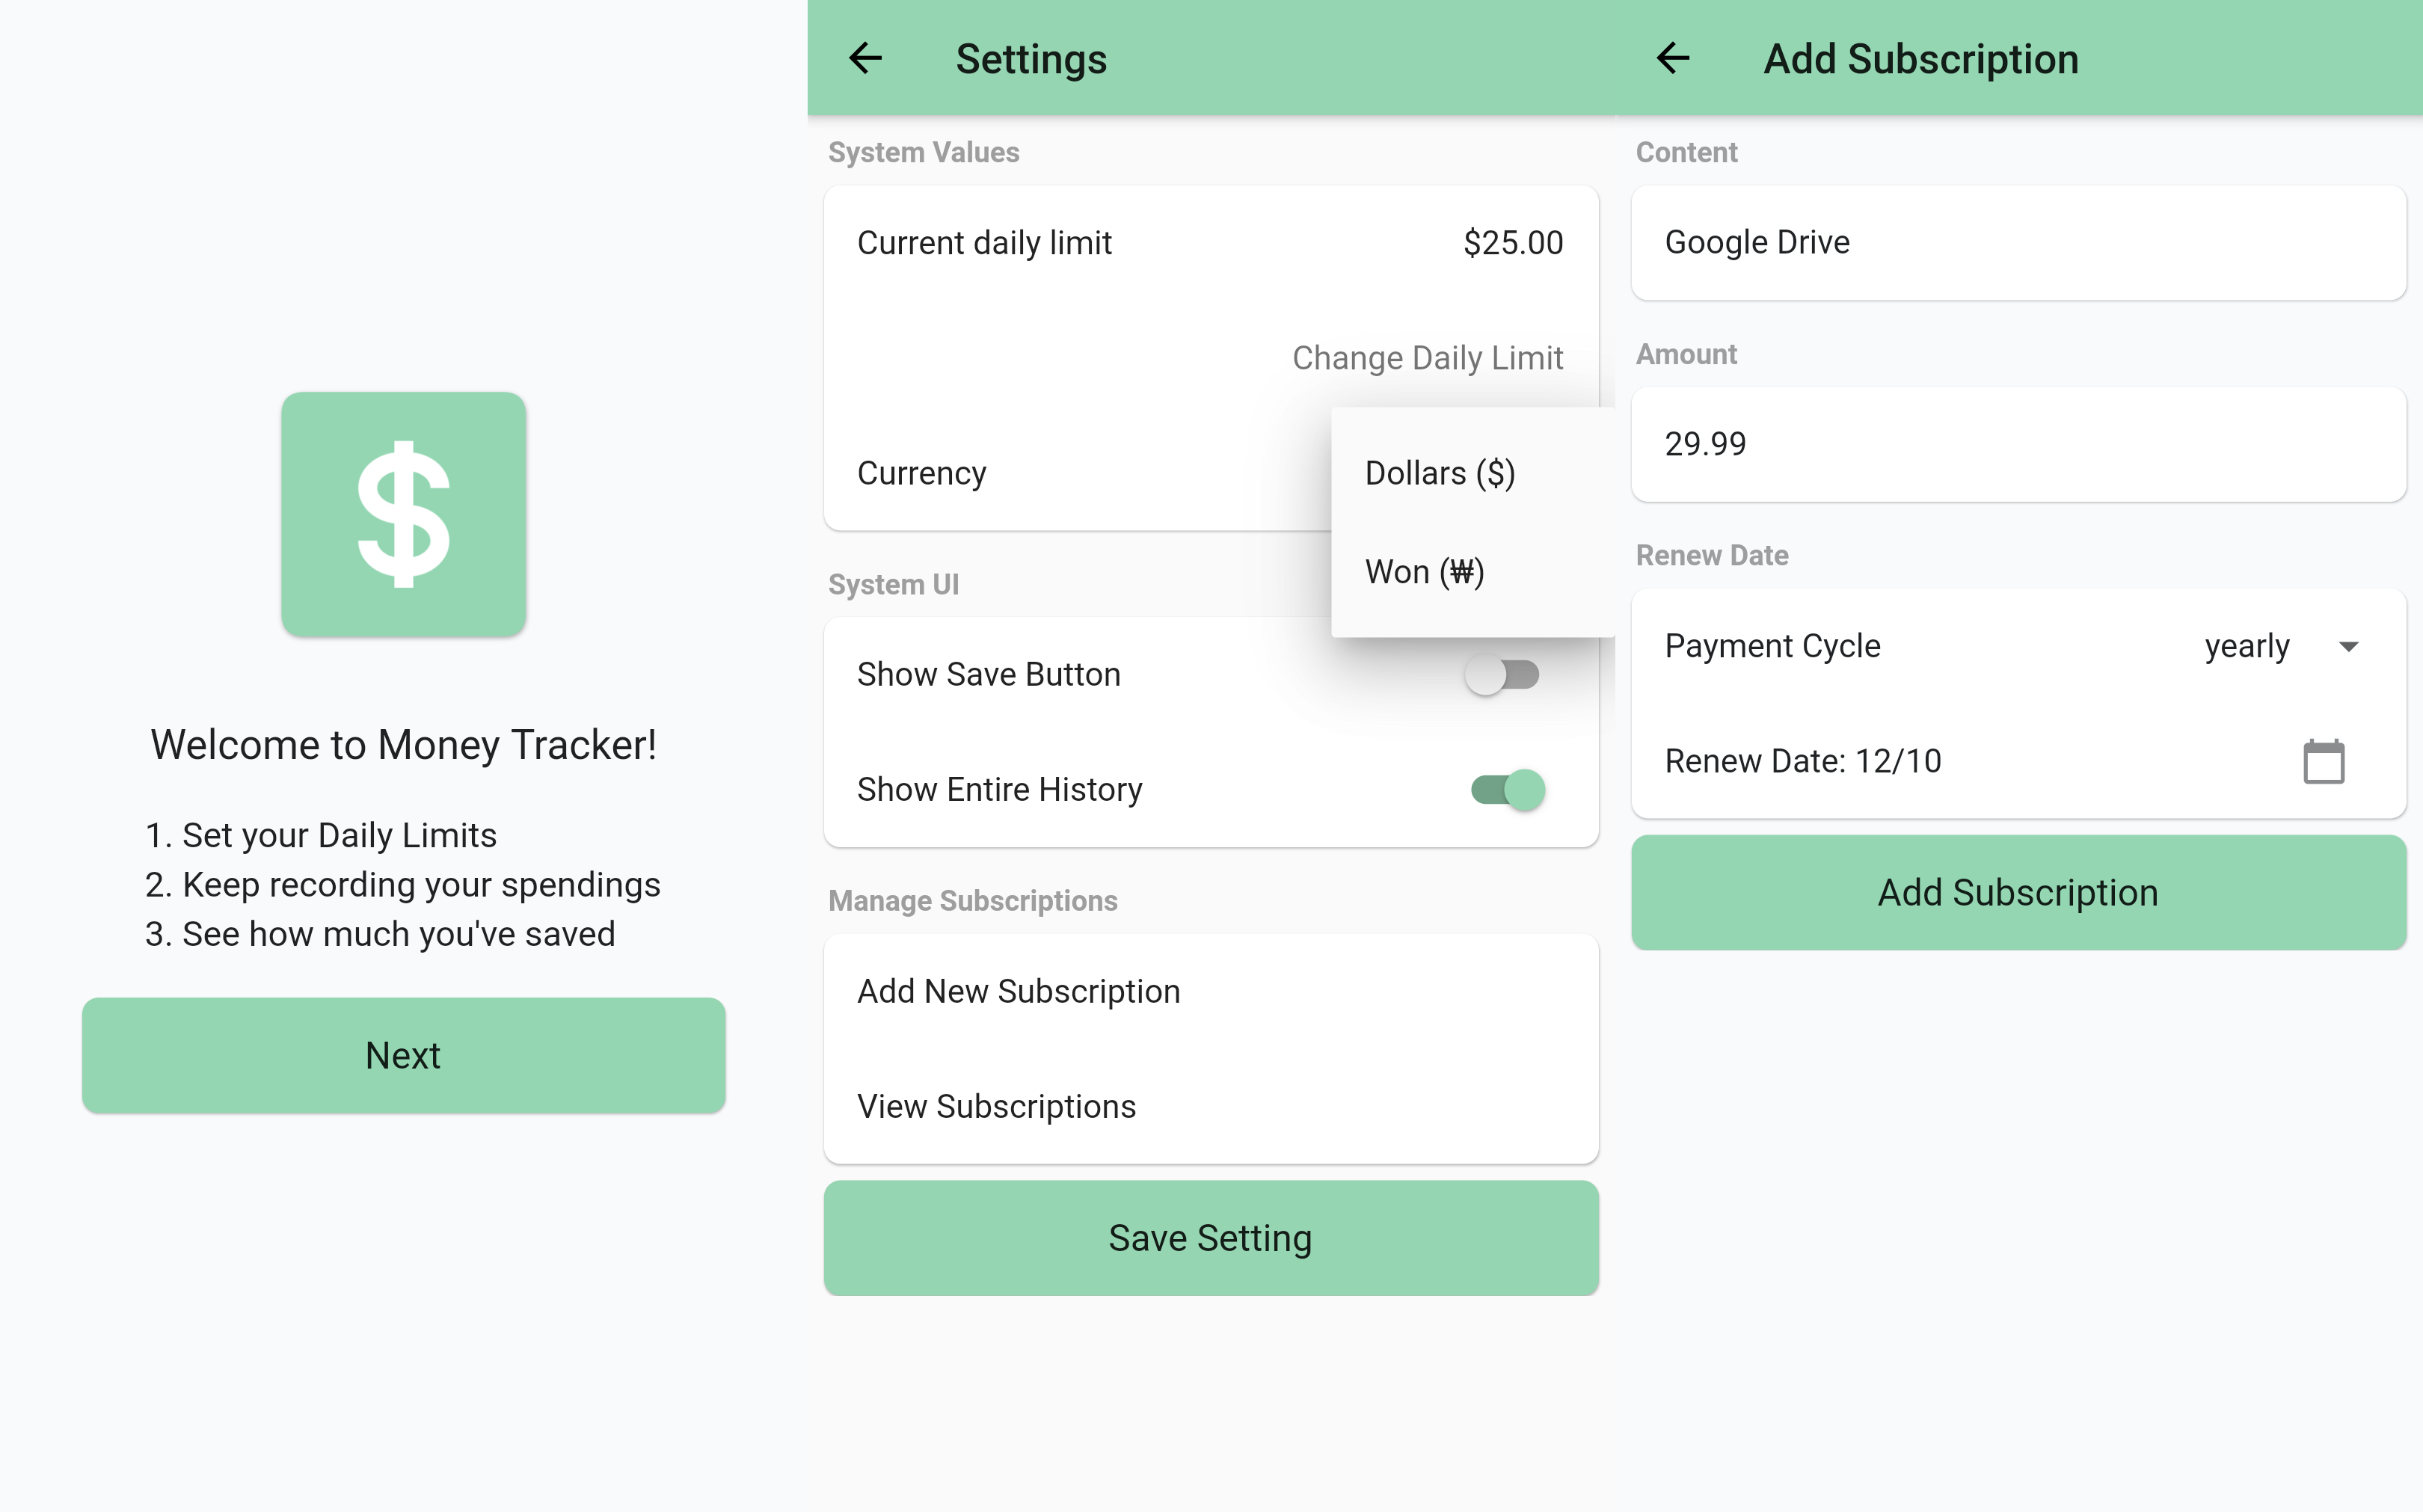 $
Welcome to Money Tracker!
1. Set your Daily Limits
2. Keep recording your spendings
3. See how much you've saved
Next
Settings
System Values
Current daily limit $25.00
Change Daily Limit
Currency
Dollars ($)
Won (₩)
System UI
Show Save Button
Show Entire History
Manage Subscriptions
Add New Subscription
View Subscriptions
Save Setting
Add Subscription
Content
Google Drive
Amount
29.99
Renew Date
Payment Cycle yearly
Renew Date: 12/10
Add Subscription